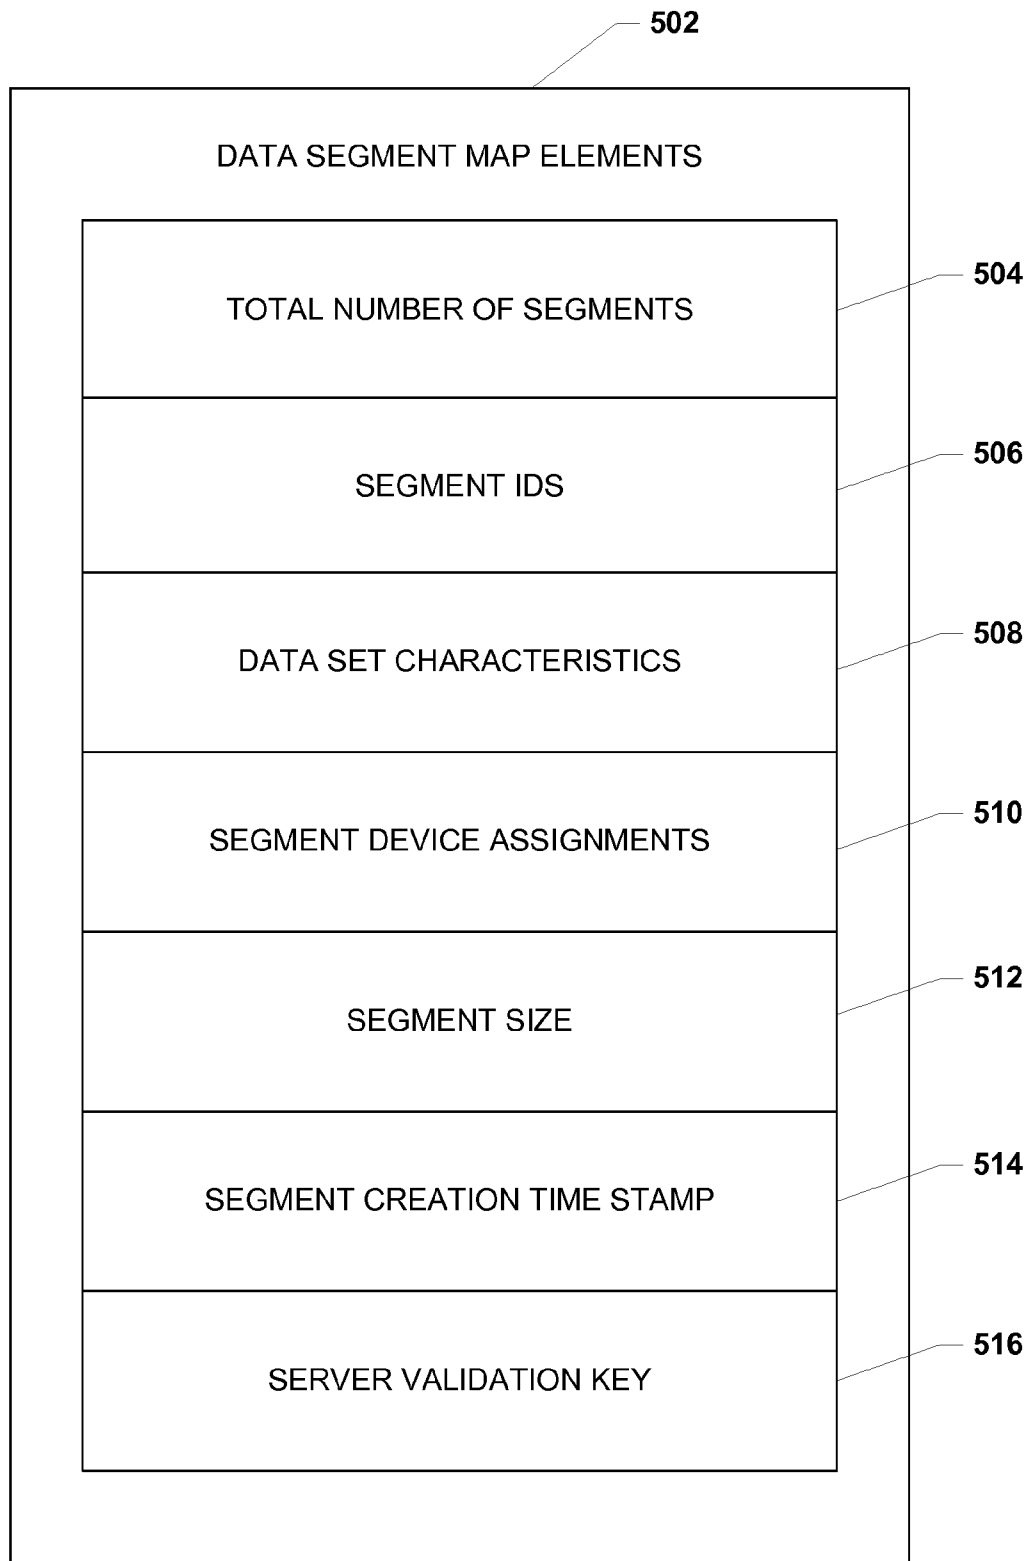 502
DATA SEGMENT MAP ELEMENTS
504
TOTAL NUMBER OF SEGMENTS
506
SEGMENT IDS
508
DATA SET CHARACTERISTICS
510
SEGMENT DEVICE ASSIGNMENTS
512
SEGMENT SIZE
514
SEGMENT CREATION TIME STAMP
516
SERVER VALIDATION KEY